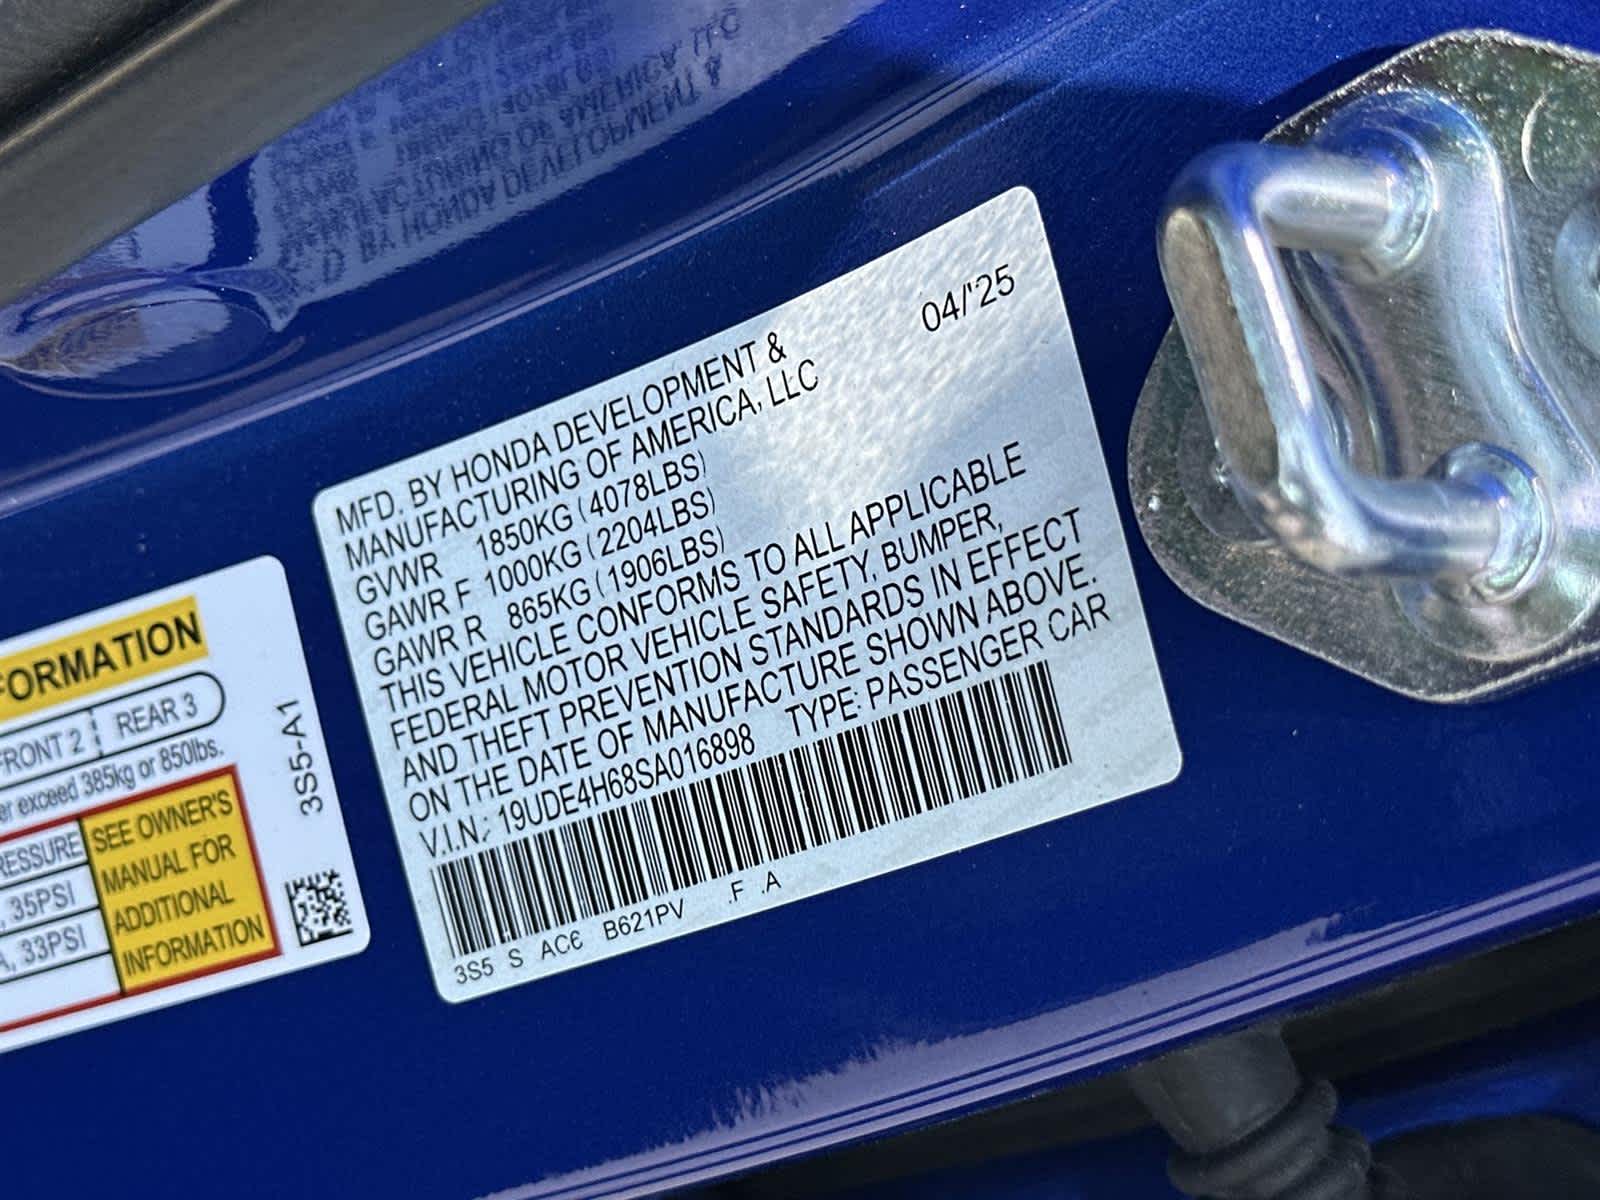 04/'25
MFD. BY HONDA DEVELOPMENT &
MANUFACTURING OF AMERICA, LLC
GVWR 1850KG (4078LBS)
GAWR F 1000KG (2204LBS)
GAWR R 865KG (1906LBS)
THIS VEHICLE CONFORMS TO ALL APPLICABLE
FEDERAL MOTOR VEHICLE SAFETY, BUMPER,
AND THEFT PREVENTION STANDARDS IN EFFECT
ON THE DATE OF MANUFACTURE SHOWN ABOVE.
V.I.N.: 19UDE4H68SA016898 TYPE: PASSENGER CAR
3S5 S AC6 B621PV .F .A
FORMATION
FRONT 2 REAR 3
er exceed 385kg or 850lbs.
RESSURE
, 35PSI
A, 33PSI
SEE OWNER'S
MANUAL FOR
ADDITIONAL
INFORMATION
3S5-A1